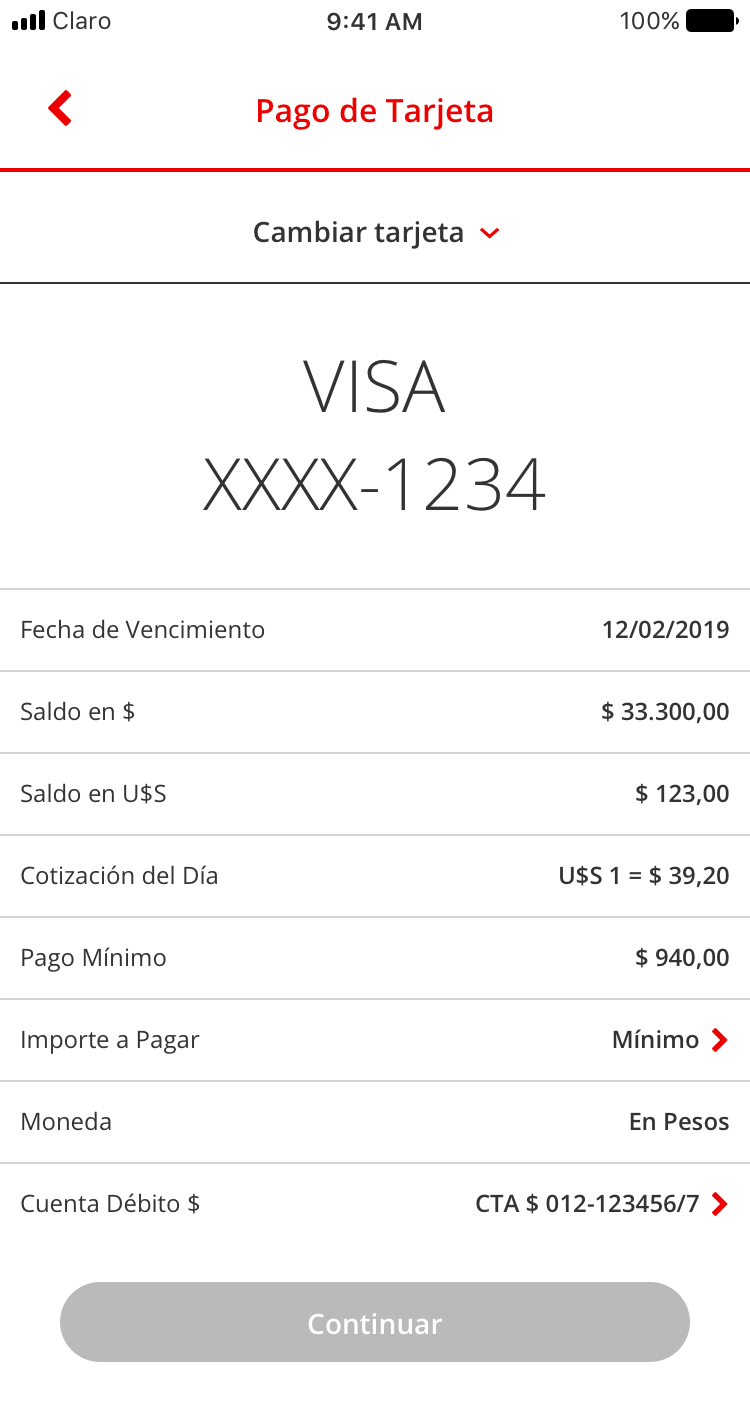 Claro 9:41 AM 100%
Pago de Tarjeta
Cambiar tarjeta
VISA
XXXX-1234
Fecha de Vencimiento 12/02/2019
Saldo en $ $ 33.300,00
Saldo en U$S $ 123,00
Cotización del Día U$S 1 = $ 39,20
Pago Mínimo $ 940,00
Importe a Pagar Mínimo
Moneda En Pesos
Cuenta Débito $ CTA $ 012-123456/7
Continuar